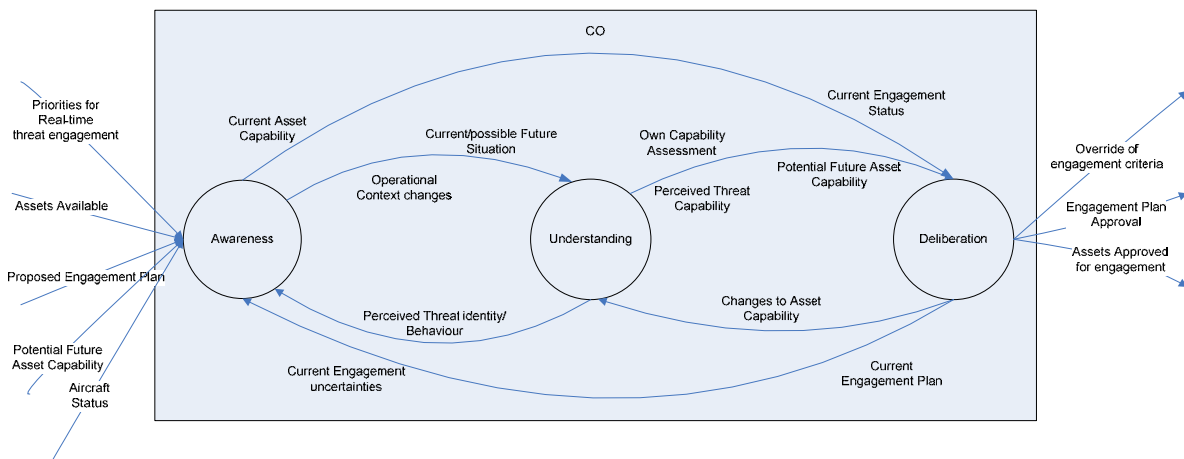 CO
Priorities for
Real-time
threat engagement
Assets Available
Proposed Engagement Plan
Potential Future
Asset Capability
Aircraft
Status
Current Asset
Capability
Current/possible Future
Situation
Operational
Context changes
Own Capability
Assessment
Perceived Threat
Capability
Current Engagement
Status
Potential Future Asset
Capability
Awareness
Understanding
Deliberation
Perceived Threat identity/
Behaviour
Current Engagement
uncertainties
Changes to Asset
Capability
Current
Engagement Plan
Override of
engagement criteria
Engagement Plan
Approval
Assets Approved
for engagement